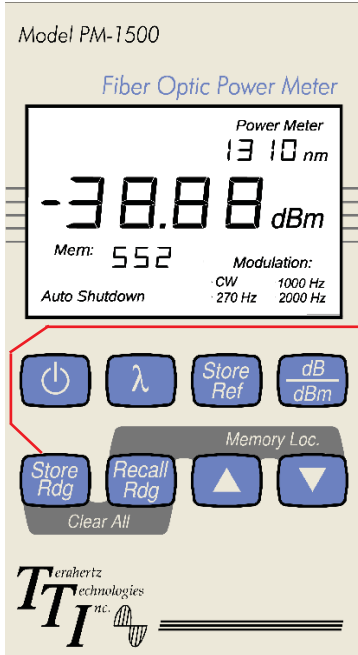 Model PM-1500
Fiber Optic Power Meter
Power Meter
1310 nm
-38.88 dBm
Mem: 552
Modulation:
CW 1000 Hz
Auto Shutdown 270 Hz 2000 Hz
λ Store Ref dB dBm
Memory Loc.
Store Rdg Recall Rdg
Clear All
Terahertz
Technologies
Inc.